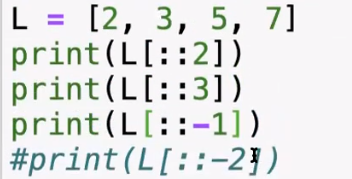 L = [2, 3, 5, 7]
print(L[::2])
print(L[::3])
print(L[::-1])
#print(L[::-2])